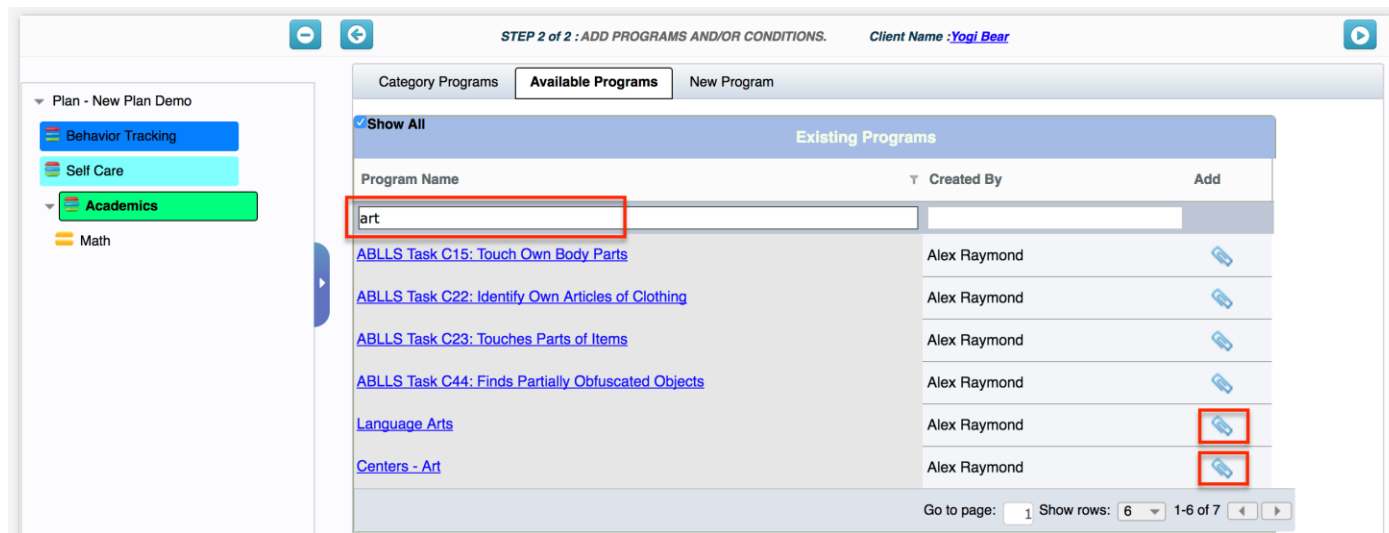 STEP 2 of 2 : ADD PROGRAMS AND/OR CONDITIONS. Client Name :Yogi Bear
Plan - New Plan Demo
Behavior Tracking
Self Care
Academics
Math
Category Programs Available Programs New Program
Show All
Existing Programs
Program Name Created By Add
art
ABLLS Task C15: Touch Own Body Parts Alex Raymond
ABLLS Task C22: Identify Own Articles of Clothing Alex Raymond
ABLLS Task C23: Touches Parts of Items Alex Raymond
ABLLS Task C44: Finds Partially Obfuscated Objects Alex Raymond
Language Arts Alex Raymond
Centers - Art Alex Raymond
Go to page: 1 Show rows: 6 1-6 of 7